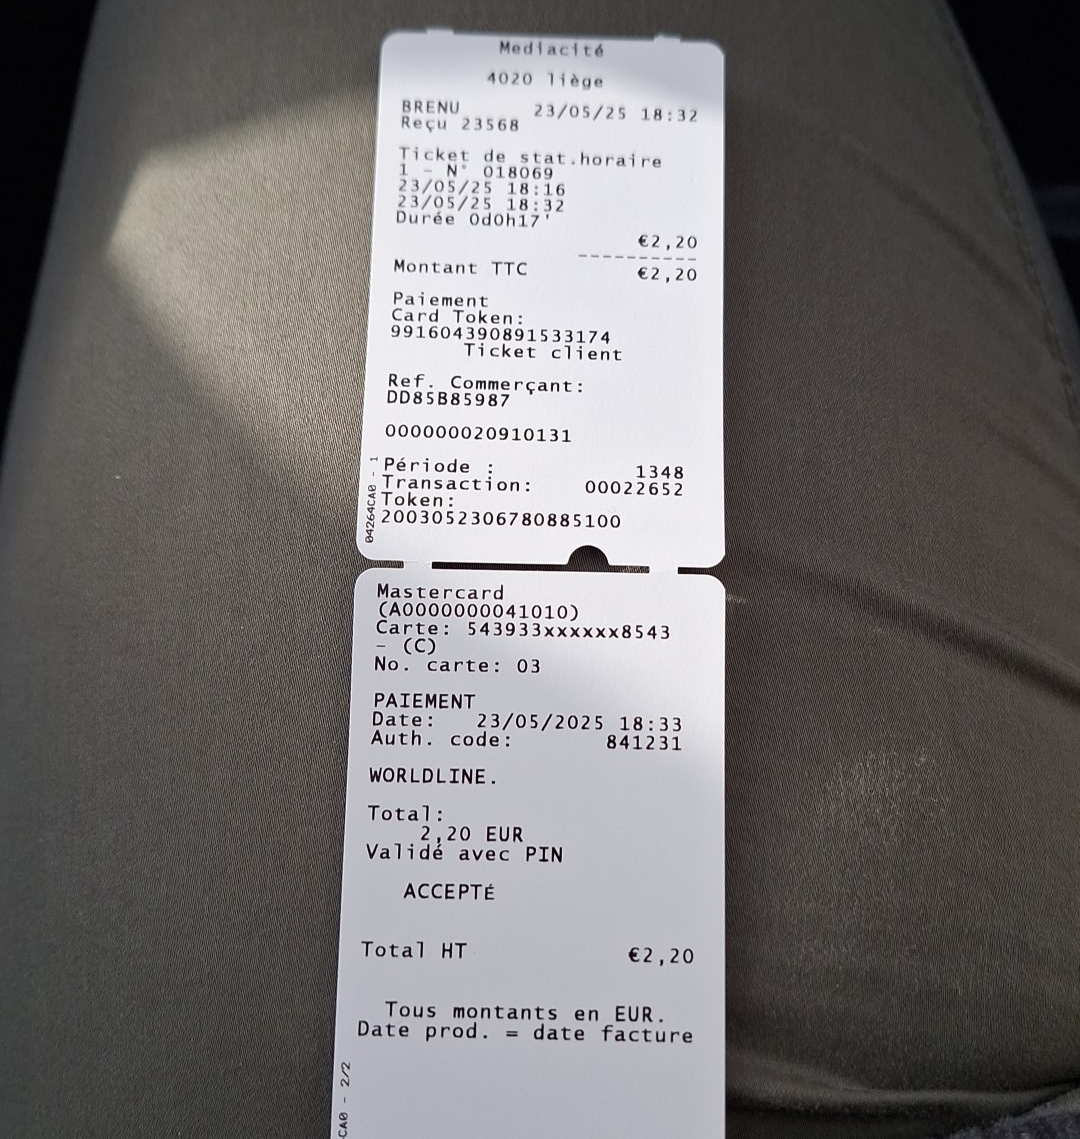 Mediacité
4020 liège
BRENU 23/05/25 18:32
Reçu 23568
Ticket de stat.horaire
1 - N° 018069
23/05/25 18:16
23/05/25 18:32
Durée 0d0h17'
€2,20
----------
Montant TTC €2,20
Paiement
Card Token:
991604390891533174
Ticket client
Ref. Commerçant:
DD85B85987
000000020910131
Période : 1348
Transaction: 00022652
Token:
2003052306780885100
04264CA0 - 1
Mastercard
(A0000000041010)
Carte: 543933xxxxxx8543
- (C)
No. carte: 03
PAIEMENT
Date: 23/05/2025 18:33
Auth. code: 841231
WORLDLINE.
Total:
2,20 EUR
Validé avec PIN
ACCEPTÉ
Total HT €2,20
Tous montants en EUR.
Date prod. = date facture
CA0 - 2/2